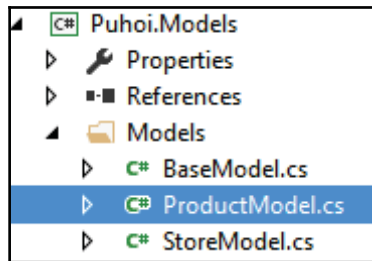 C# Puhoi.Models
Properties
References
Models
C# BaseModel.cs
C# ProductModel.cs
C# StoreModel.cs